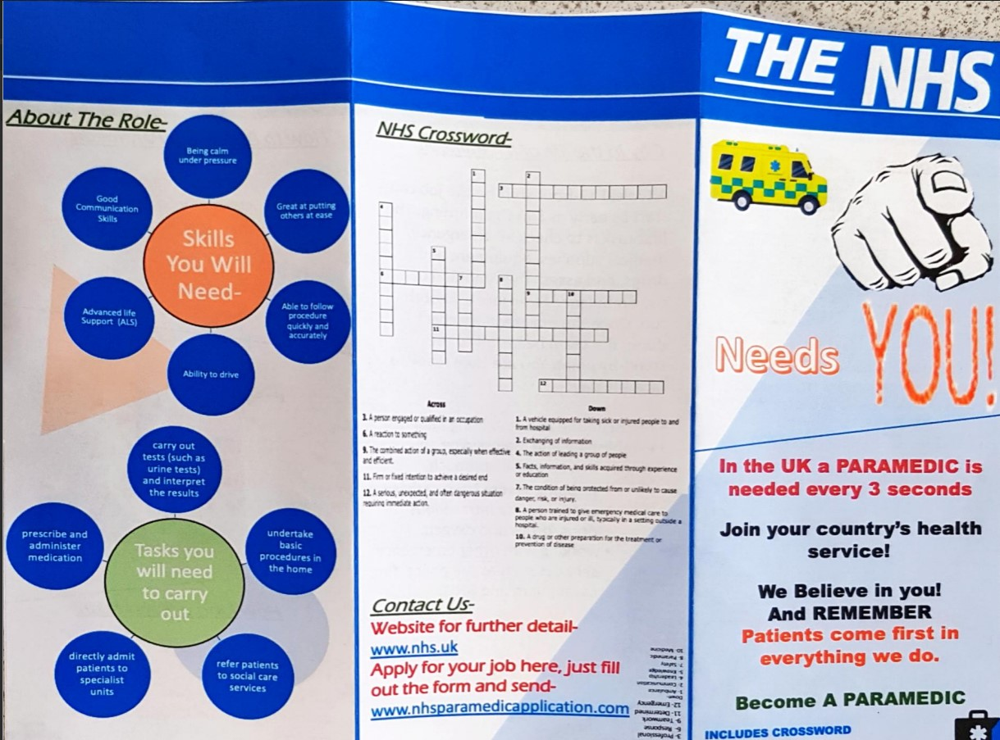 About The Role-
Being calm
under pressure
Good
Communication
Skills
Great at putting
others at ease
Skills
You Will
Need-
Advanced life
Support (ALS)
Able to follow
procedure
quickly and
accurately
Ability to drive
carry out
tests (such as
urine tests)
and interpret
the results
prescribe and
administer
medication
undertake
basic
procedures in
the home
Tasks you
will need
to carry
out
directly admit
patients to
specialist
units
refer patients
to social care
services
NHS Crossword-
1
2
3
4
5
6
7
8
9
10
11
12
Across
3. A person engaged or qualified in an occupation
6. A reaction to something
9. The combined action of a group, especially when effective
and efficient.
11. Firm or fixed intention to achieve a desired end
12. A serious, unexpected, and often dangerous situation
requiring immediate action.
Down
1. A vehicle equipped for taking sick or injured people to and
from hospital
2. Exchanging of information
4. The action of leading a group of people
5. Facts, information, and skills acquired through experience
or education
7. The condition of being protected from or unlikely to cause
danger, risk, or injury.
8. A person trained to give emergency medical care to
people who are injured or ill, typically in a setting outside a
hospital.
10. A drug or other preparation for the treatment or
prevention of disease
Contact Us-
Website for further detail-
www.nhs.uk
Apply for your job here, just fill
out the form and send-
www.nhsparamedicapplication.com
3- Professional
6- Response
9- Teamwork
11- Determined
12- Emergency
Down-
1- Ambulance
2- Communication
4- Leadership
5- Knowledge
7- Safety
8- Paramedic
10- Medicine
THE NHS
Needs YOU!
In the UK a PARAMEDIC is
needed every 3 seconds
Join your country's health
service!
We Believe in you!
And REMEMBER
Patients come first in
everything we do.
Become A PARAMEDIC
INCLUDES CROSSWORD